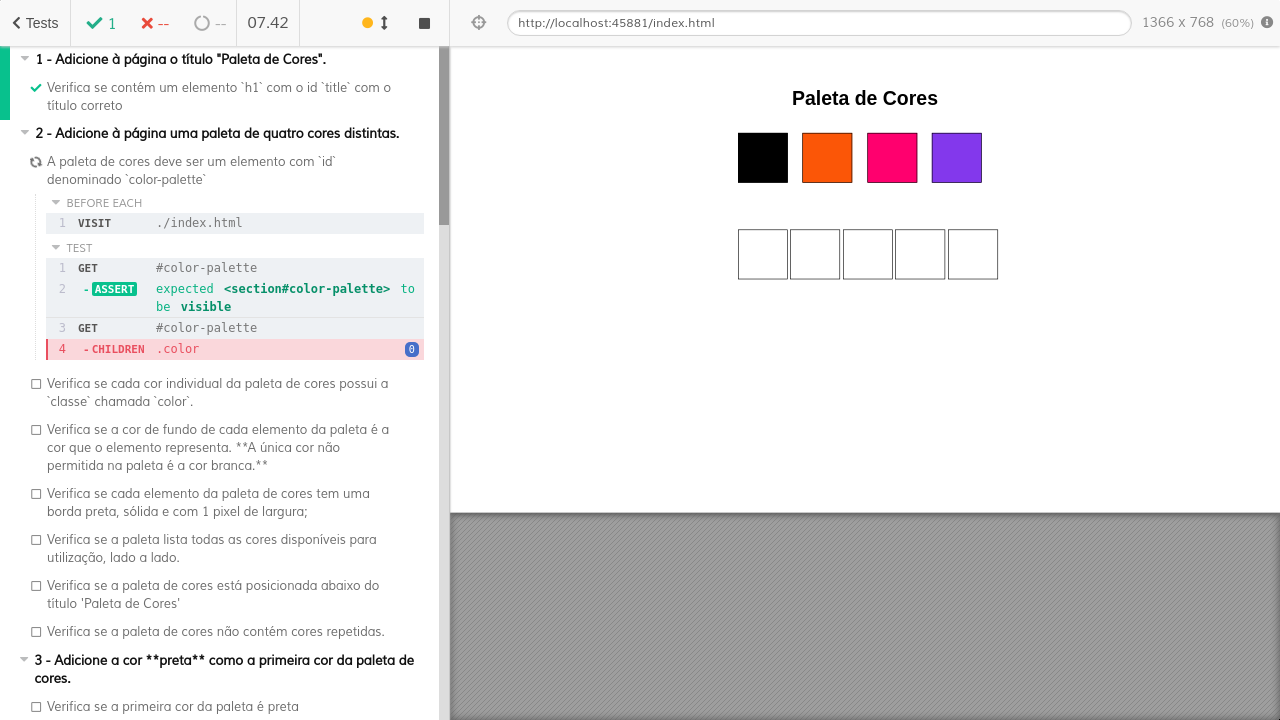 Tests
1
--
--
07.42
http://localhost:45881/index.html
1366 x 768 (60%)
1 - Adicione à página o título "Paleta de Cores".
Verifica se contém um elemento `h1` com o id `title` com o
título correto
2 - Adicione à página uma paleta de quatro cores distintas.
A paleta de cores deve ser um elemento com `id`
denominado `color-palette`
BEFORE EACH
1 VISIT ./index.html
TEST
1 GET #color-palette
2 -ASSERT expected <section#color-palette> to
be visible
3 GET #color-palette
4 -CHILDREN .color 0
Verifica se cada cor individual da paleta de cores possui a
`classe` chamada `color`.
Verifica se a cor de fundo de cada elemento da paleta é a
cor que o elemento representa. **A única cor não
permitida na paleta é a cor branca.**
Verifica se cada elemento da paleta de cores tem uma
borda preta, sólida e com 1 pixel de largura;
Verifica se a paleta lista todas as cores disponíveis para
utilização, lado a lado.
Verifica se a paleta de cores está posicionada abaixo do
título 'Paleta de Cores'
Verifica se a paleta de cores não contém cores repetidas.
3 - Adicione a cor **preta** como a primeira cor da paleta de
cores.
Verifica se a primeira cor da paleta é preta
Paleta de Cores